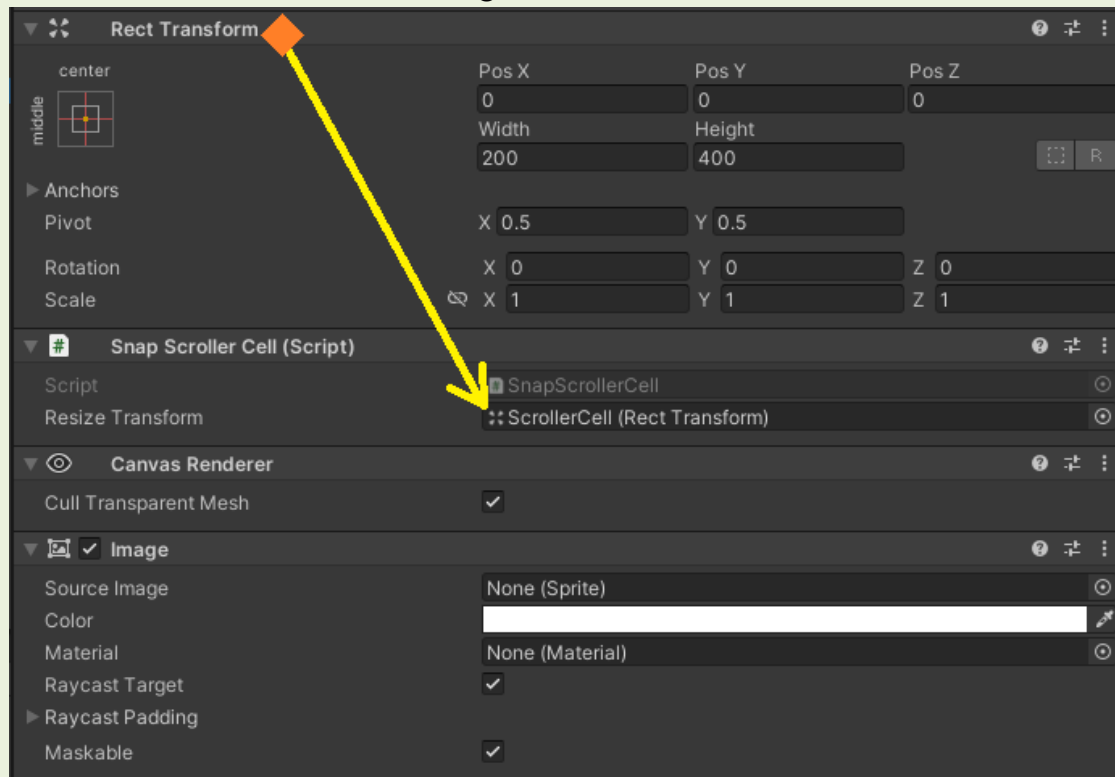 Rect Transform
center
middle
Pos X Pos Y Pos Z
0 0 0
Width Height
200 400
R
Anchors
Pivot X 0.5 Y 0.5
Rotation X 0 Y 0 Z 0
Scale X 1 Y 1 Z 1
# Snap Scroller Cell (Script)
Script # SnapScrollerCell
Resize Transform ScrollerCell (Rect Transform)
Canvas Renderer
Cull Transparent Mesh
Image
Source Image None (Sprite)
Color
Material None (Material)
Raycast Target
Raycast Padding
Maskable